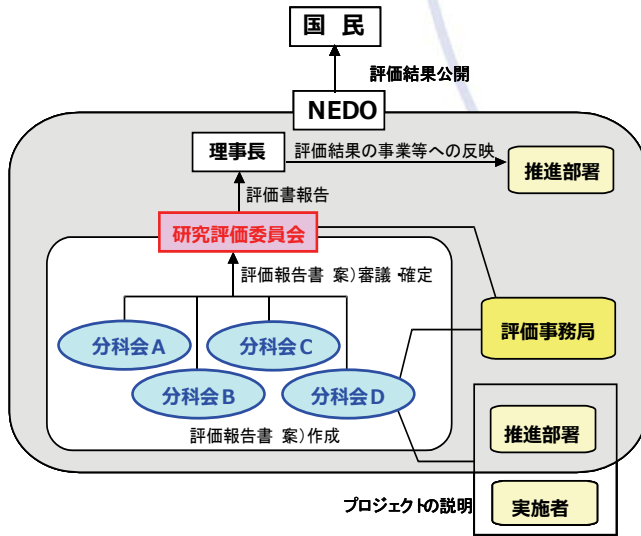 国 民
評価結果公開
NEDO
理事長
評価結果の事業等への反映
推進部署
評価書報告
研究評価委員会
評価報告書 案）審議・確定
分科会A
分科会C
評価事務局
分科会B
分科会D
評価報告書 案）作成
推進部署
プロジェクトの説明
実施者